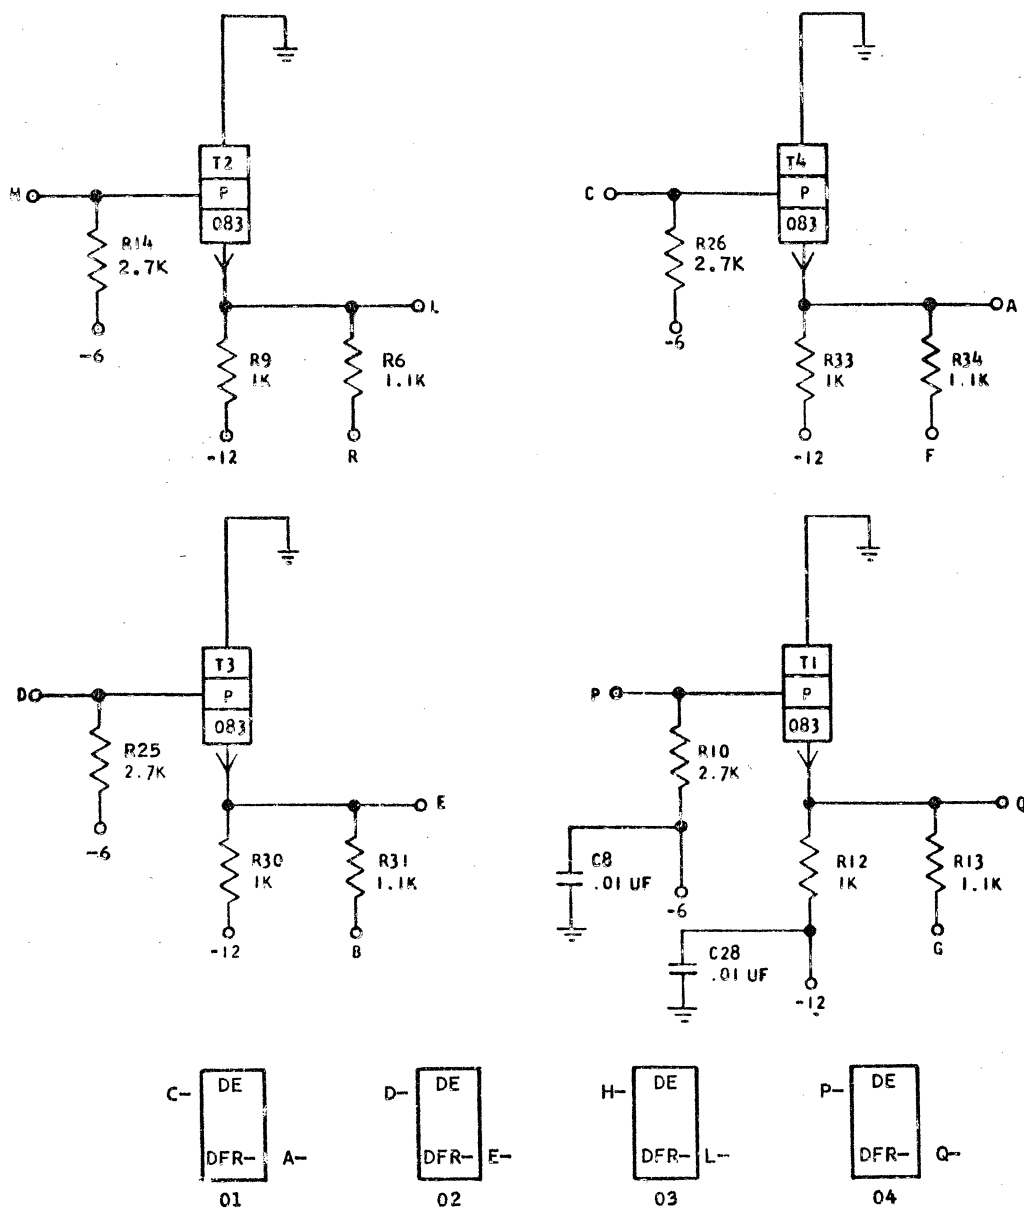 T2
P
083
H
R14
2.7K
-6
L
R9
1K
R6
1.1K
-12
R
T4
P
083
C
R26
2.7K
-6
A
R33
1K
R34
1.1K
-12
F
T3
P
083
D
R25
2.7K
-6
E
R30
1K
R31
1.1K
-12
B
T1
P
083
P
R10
2.7K
C8
.01 UF
-6
Q
R12
1K
R13
1.1K
G
C28
.01 UF
-12
C- DE
DFR- A-
01
D- DE
DFR- E-
02
H- DE
DFR- L-
03
P- DE
DFR- Q-
04